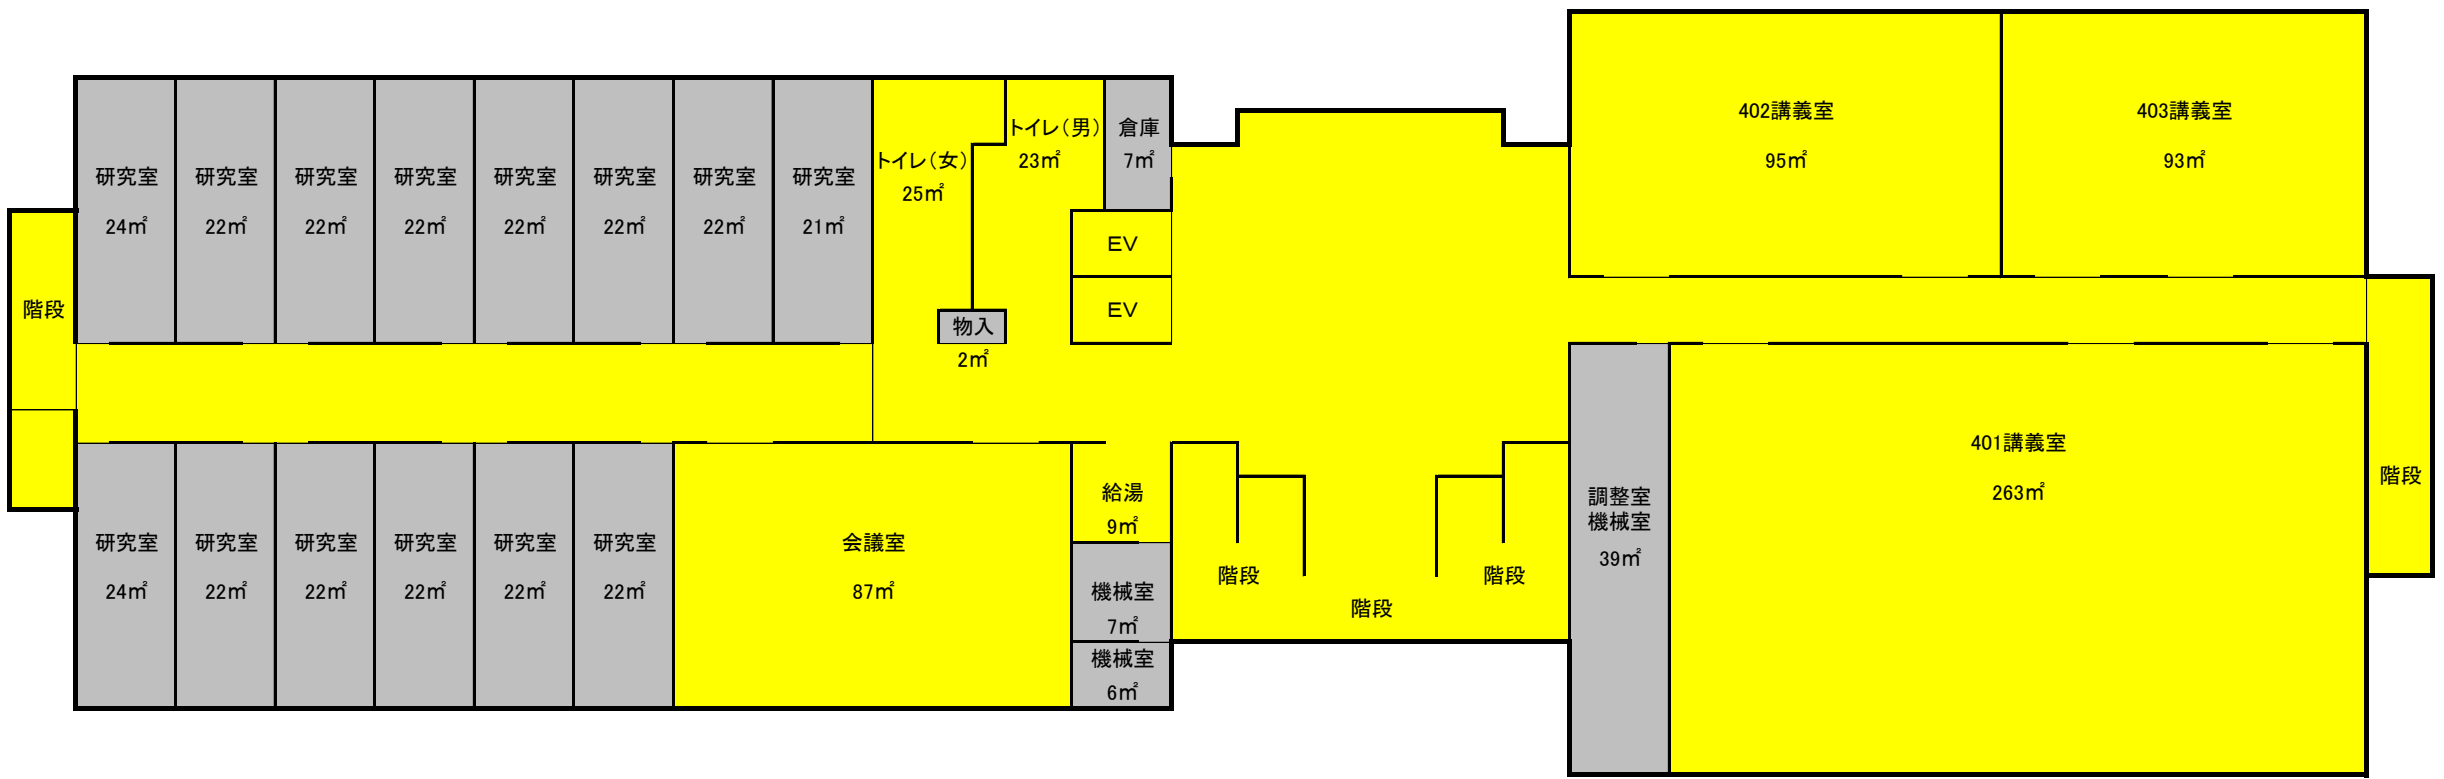 402講義室
95㎡
403講義室
93㎡
研究室
24㎡
研究室
22㎡
研究室
22㎡
研究室
22㎡
研究室
22㎡
研究室
22㎡
研究室
22㎡
研究室
21㎡
トイレ（女）
25㎡
トイレ（男）
23㎡
倉庫
7㎡
EV
EV
物入
2㎡
階段
研究室
24㎡
研究室
22㎡
研究室
22㎡
研究室
22㎡
研究室
22㎡
研究室
22㎡
会議室
87㎡
給湯
9㎡
機械室
7㎡
機械室
6㎡
階段
階段
階段
調整室
機械室
39㎡
401講義室
263㎡
階段